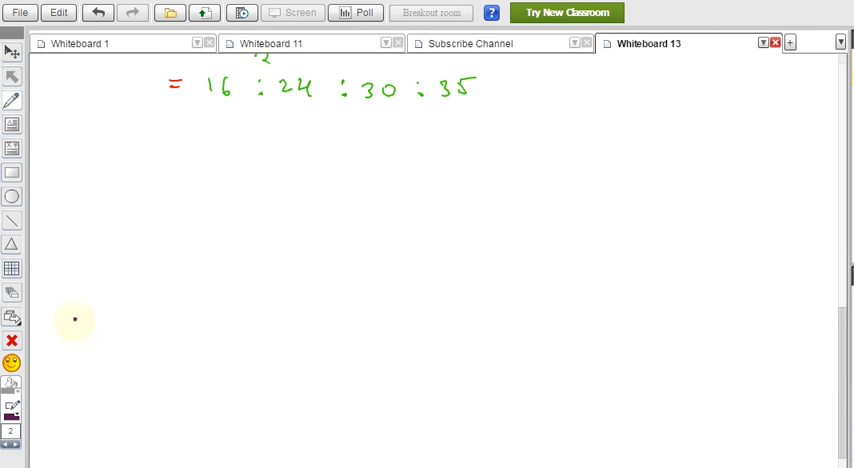 File Edit Screen Poll Breakout room ? Try New Classroom
Whiteboard 1 Whiteboard 11 Subscribe Channel Whiteboard 13
= 16 : 24 : 30 : 35
2